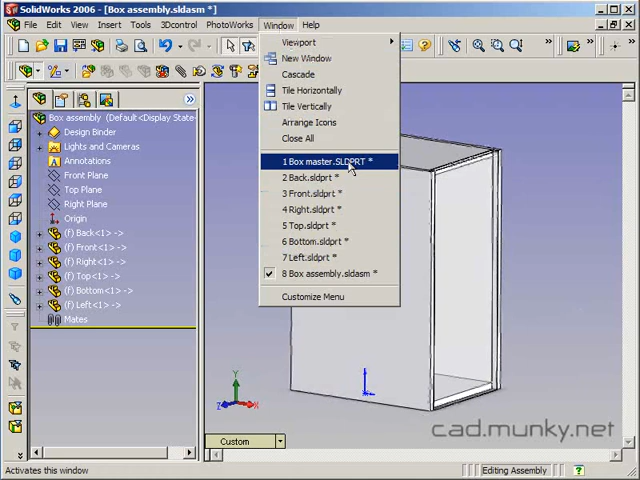 SolidWorks 2006 - [Box assembly.sldasm *]
File Edit View Insert Tools 3Dcontrol PhotoWorks Window Help
Viewport
New Window
Cascade
Tile Horizontally
Tile Vertically
Arrange Icons
Close All
1 Box master.SLDPRT *
2 Back.sldprt *
3 Front.sldprt *
4 Right.sldprt *
5 Top.sldprt *
6 Bottom.sldprt *
7 Left.sldprt *
8 Box assembly.sldasm *
Customize Menu
Box assembly (Default<Display State-
Design Binder
Lights and Cameras
Annotations
Front Plane
Top Plane
Right Plane
Origin
(f) Back<1> ->
(f) Front<1> ->
(f) Right<1> ->
(f) Top<1> ->
(f) Bottom<1> ->
(f) Left<1> ->
Mates
Y
Z X
Custom
cad.munky.net
Activates this window
Editing Assembly